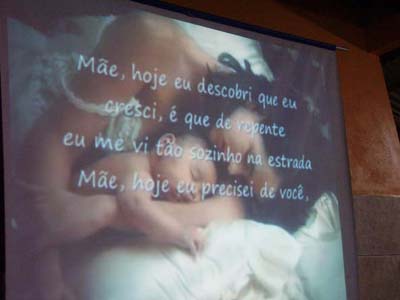 Mãe, hoje eu descobri que eu
cresci, é que de repente
eu me vi tão sozinho na estrada
Mãe, hoje eu precisei de você,